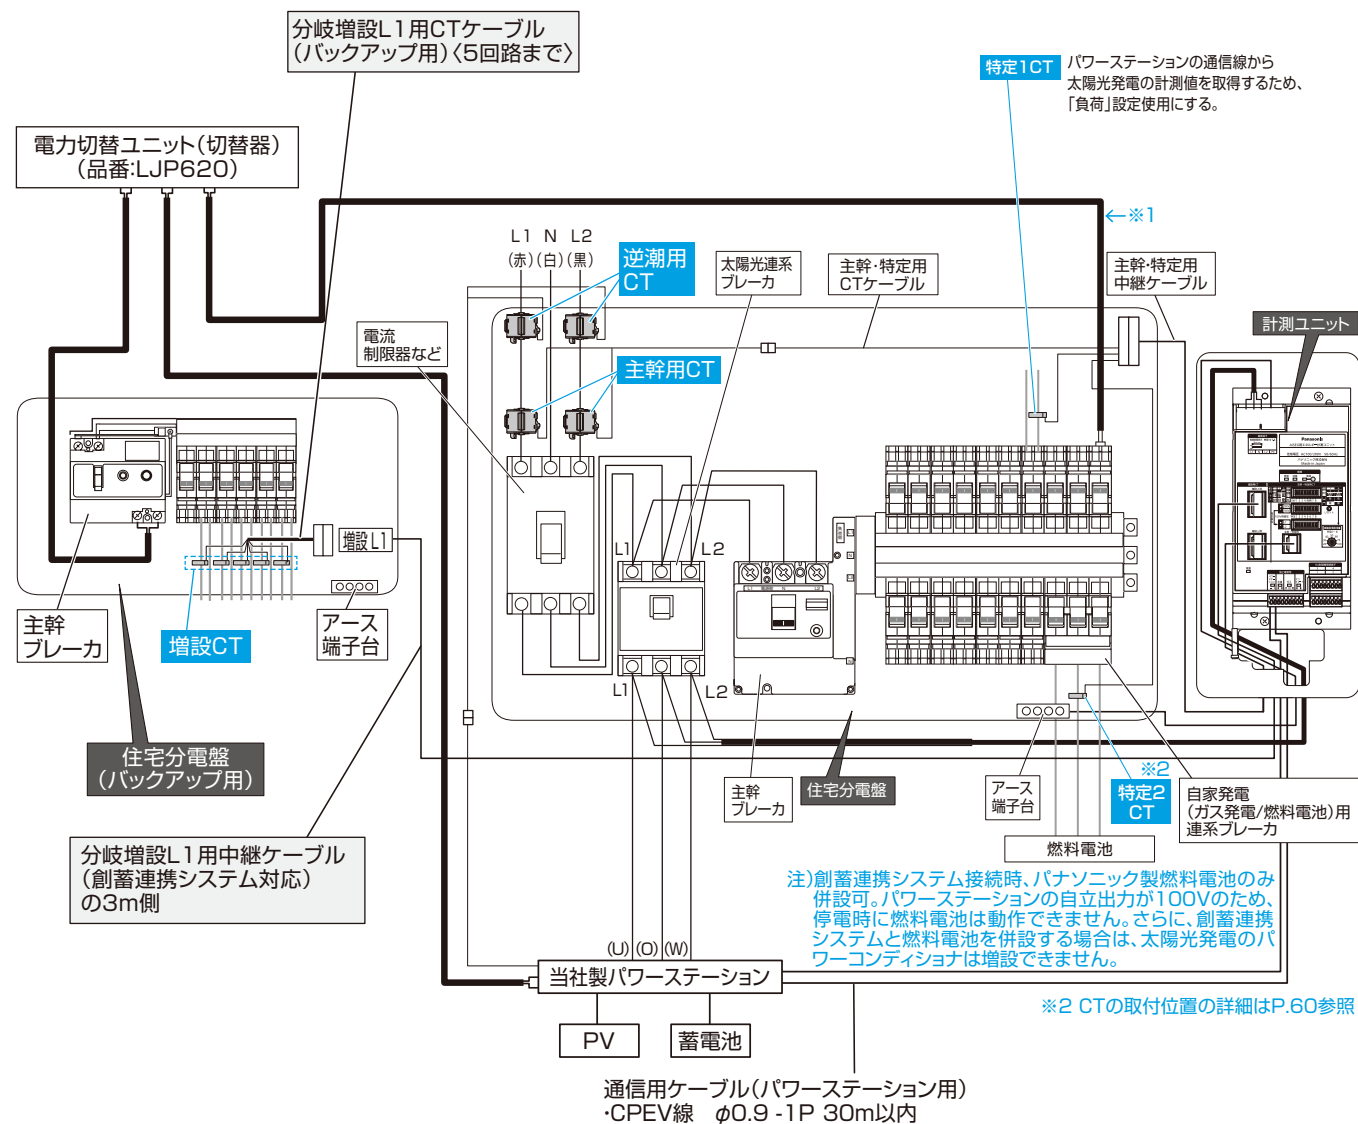 分岐増設L1用CTケーブル
（バックアップ用）〈5回路まで〉
特定1CT
パワーステーションの通信線から
太陽光発電の計測値を取得するため、
「負荷」設定使用にする。
電力切替ユニット（切替器）
（品番:LJP620）
←※1
L1 N L2
（赤）（白）（黒）
逆潮用
CT
太陽光連系
ブレーカ
主幹・特定用
CTケーブル
主幹・特定用
中継ケーブル
計測ユニット
電流
制限器など
主幹用CT
Panasonic
Made in Japan
増設 L1
L1
L2
L1
N
L2
主幹
ブレーカ
増設CT
アース
端子台
L1
L2
住宅分電盤
（バックアップ用）
主幹
ブレーカ
住宅分電盤
アース
端子台
※2
特定2
CT
自家発電
（ガス発電/燃料電池）用
連系ブレーカ
燃料電池
分岐増設L1用中継ケーブル
（創蓄連携システム対応）
の3m側
注）創蓄連携システム接続時、パナソニック製燃料電池のみ
併設可。パワーステーションの自立出力が100Vのため、
停電時に燃料電池は動作できません。さらに、創蓄連携
システムと燃料電池を併設する場合は、太陽光発電のパ
ワーコンディショナは増設できません。
（U）（O）（W）
当社製パワーステーション
PV
蓄電池
※2 CTの取付位置の詳細はP.60参照
通信用ケーブル（パワーステーション用）
・CPEV線 φ0.9 -1P 30m以内